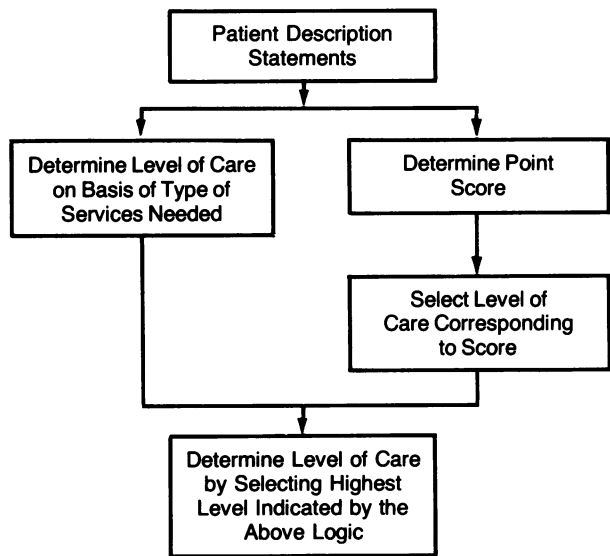 Patient Description
Statements
Determine Level of Care
on Basis of Type of
Services Needed
Determine Point
Score
Select Level of
Care Corresponding
to Score
Determine Level of Care
by Selecting Highest
Level Indicated by the
Above Logic